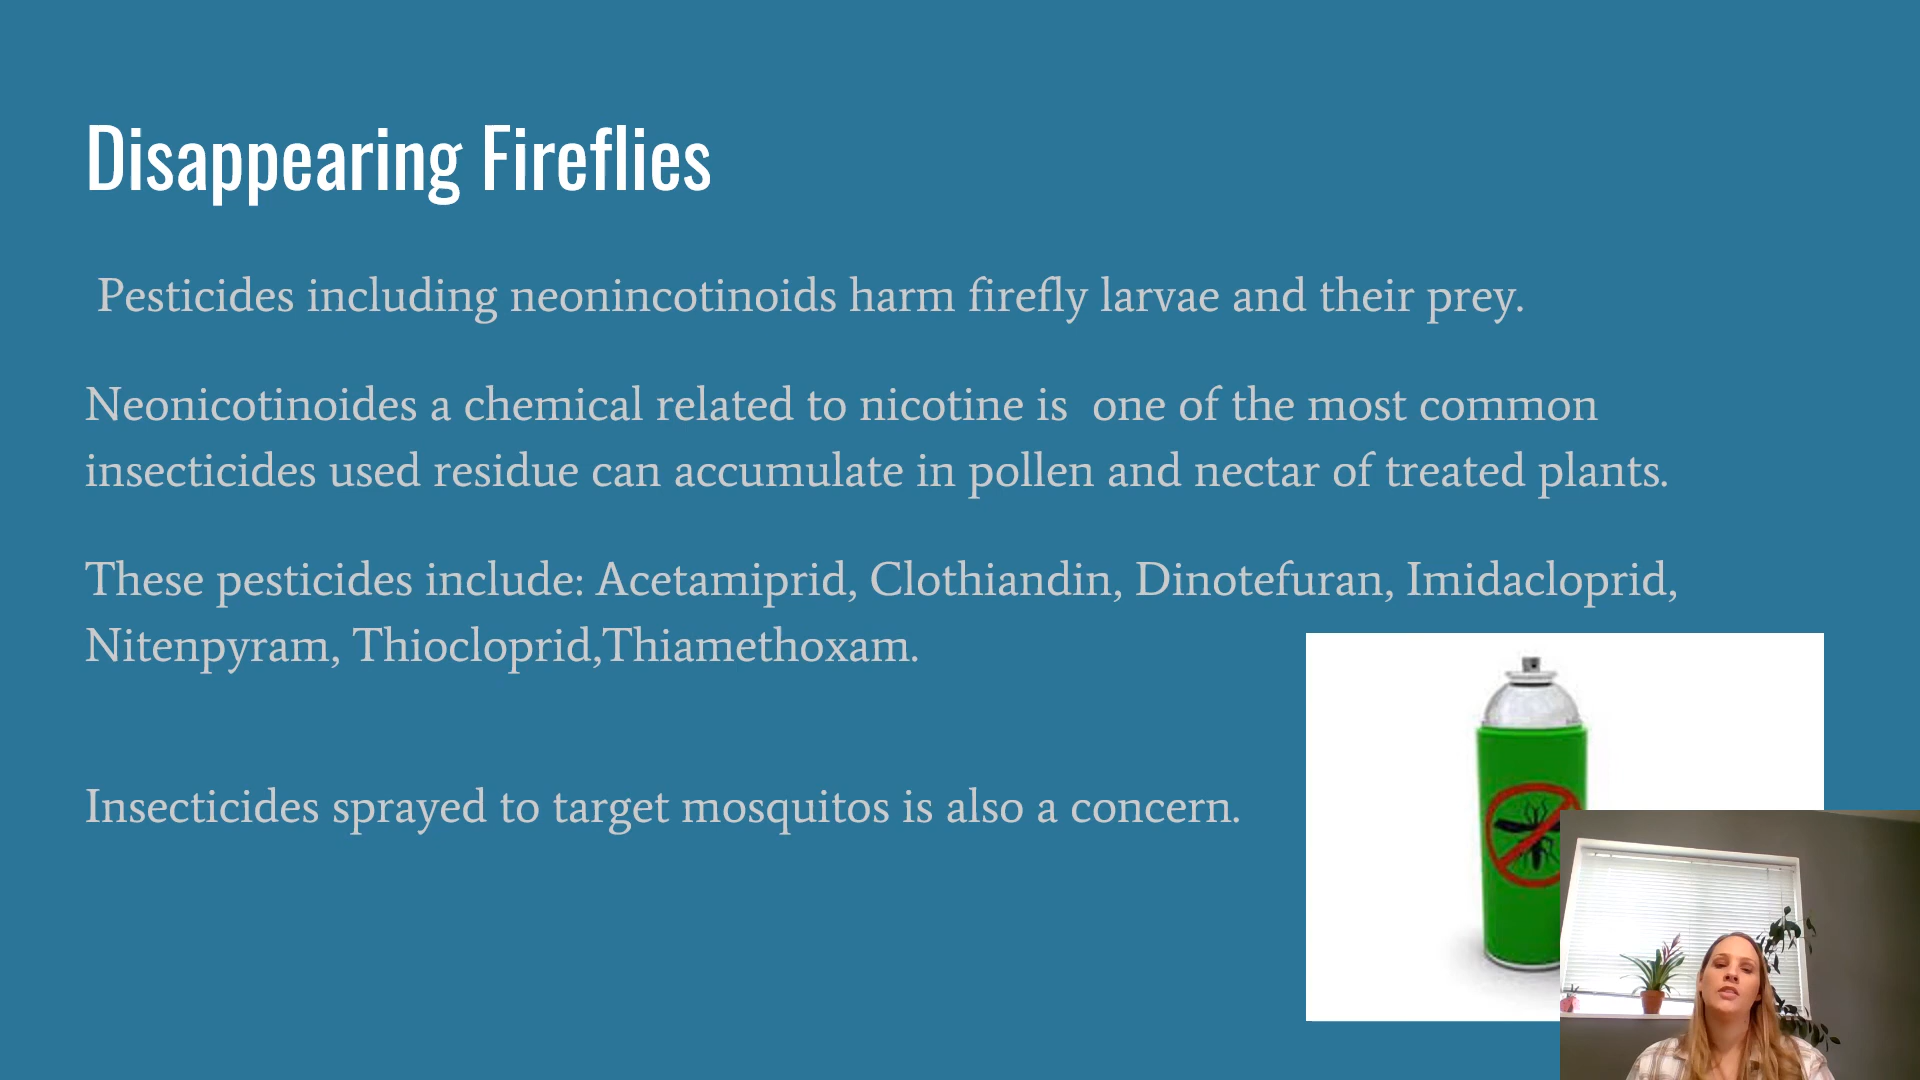 Disappearing Fireflies
Pesticides including neonincotinoids harm firefly larvae and their prey.
Neonicotinoides a chemical related to nicotine is  one of the most common
insecticides used residue can accumulate in pollen and nectar of treated plants.
These pesticides include: Acetamiprid, Clothiandin, Dinotefuran, Imidacloprid,
Nitenpyram, Thiocloprid,Thiamethoxam.
Insecticides sprayed to target mosquitos is also a concern.